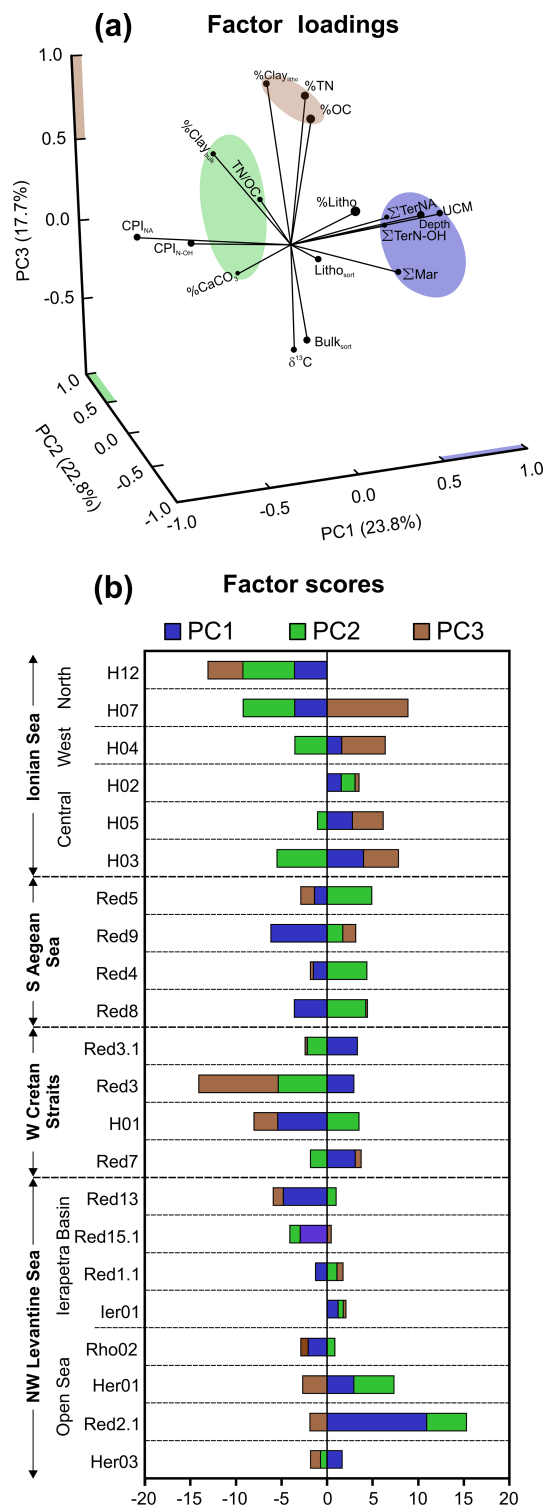 (a) Factor loadings
1.0
0.5
0.0
-0.5
PC3 (17.7%)
%Clay_litho
%TN
%OC
%Clay_bulk
TN/OC
%Litho
Σ TerNA
UCM
Depth
Σ TerN-OH
CPI_NA
CPI_N-OH
%CaCO₃
Litho_sort
Σ Mar
Bulk_sort
δ¹³C
1.0
0.5
0.0
-0.5
-1.0
PC2 (22.8%)
-1.0
-0.5
0.0
0.5
1.0
PC1 (23.8%)
(b) Factor scores
PC1 PC2 PC3
Ionian Sea
North
West
Central
H12
H07
H04
H02
H05
H03
S Aegean
Sea
Red5
Red9
Red4
Red8
W Cretan
Straits
Red3.1
Red3
H01
Red7
NW Levantine Sea
Ierapetra Basin
Open Sea
Red13
Red15.1
Red1.1
Ier01
Rho02
Her01
Red2.1
Her03
-20 -15 -10 -5 0 5 10 15 20